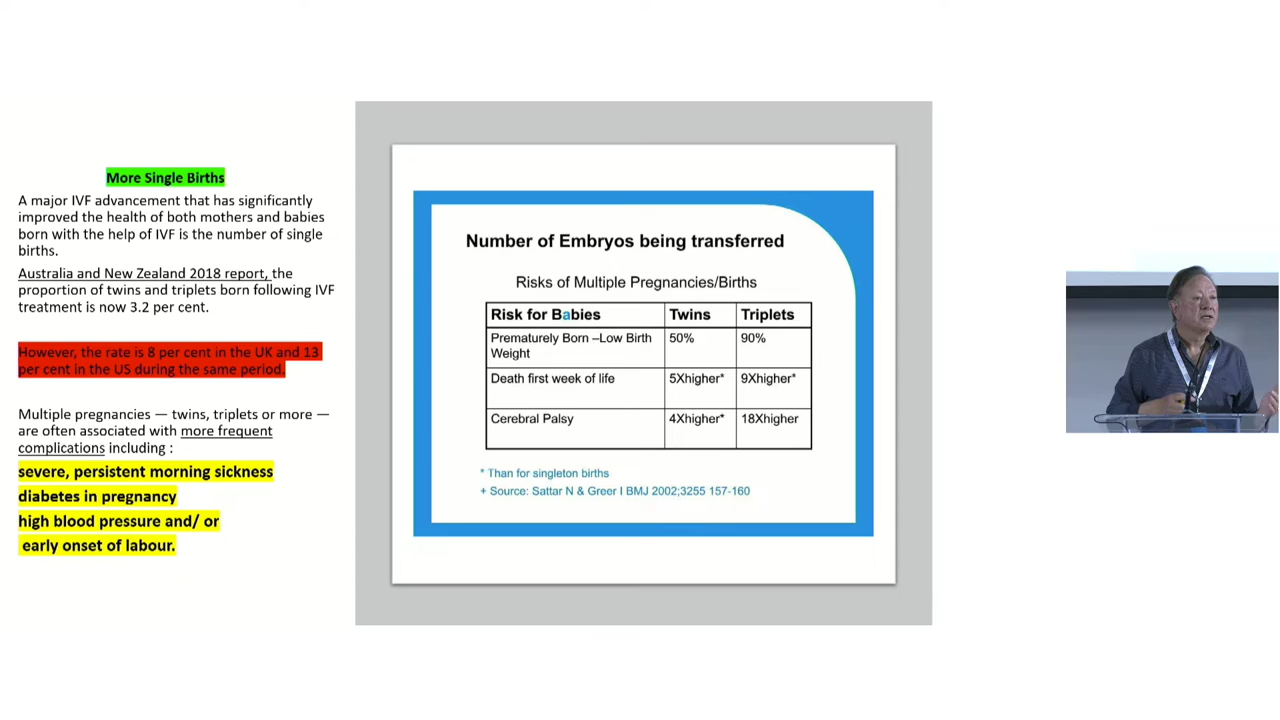 More Single Births
A major IVF advancement that has significantly
improved the health of both mothers and babies
born with the help of IVF is the number of single
births.
Australia and New Zealand 2018 report, the
proportion of twins and triplets born following IVF
treatment is now 3.2 per cent.
However, the rate is 8 per cent in the UK and 13
per cent in the US during the same period.
Multiple pregnancies — twins, triplets or more —
are often associated with more frequent
complications including :
severe, persistent morning sickness
diabetes in pregnancy
high blood pressure and/ or
early onset of labour.
Number of Embryos being transferred
Risks of Multiple Pregnancies/Births
Risk for Babies Twins Triplets
Prematurely Born –Low Birth Weight 50% 90%
Death first week of life 5Xhigher* 9Xhigher*
Cerebral Palsy 4Xhigher* 18Xhigher
* Than for singleton births
+ Source: Sattar N & Greer I BMJ 2002;3255 157-160